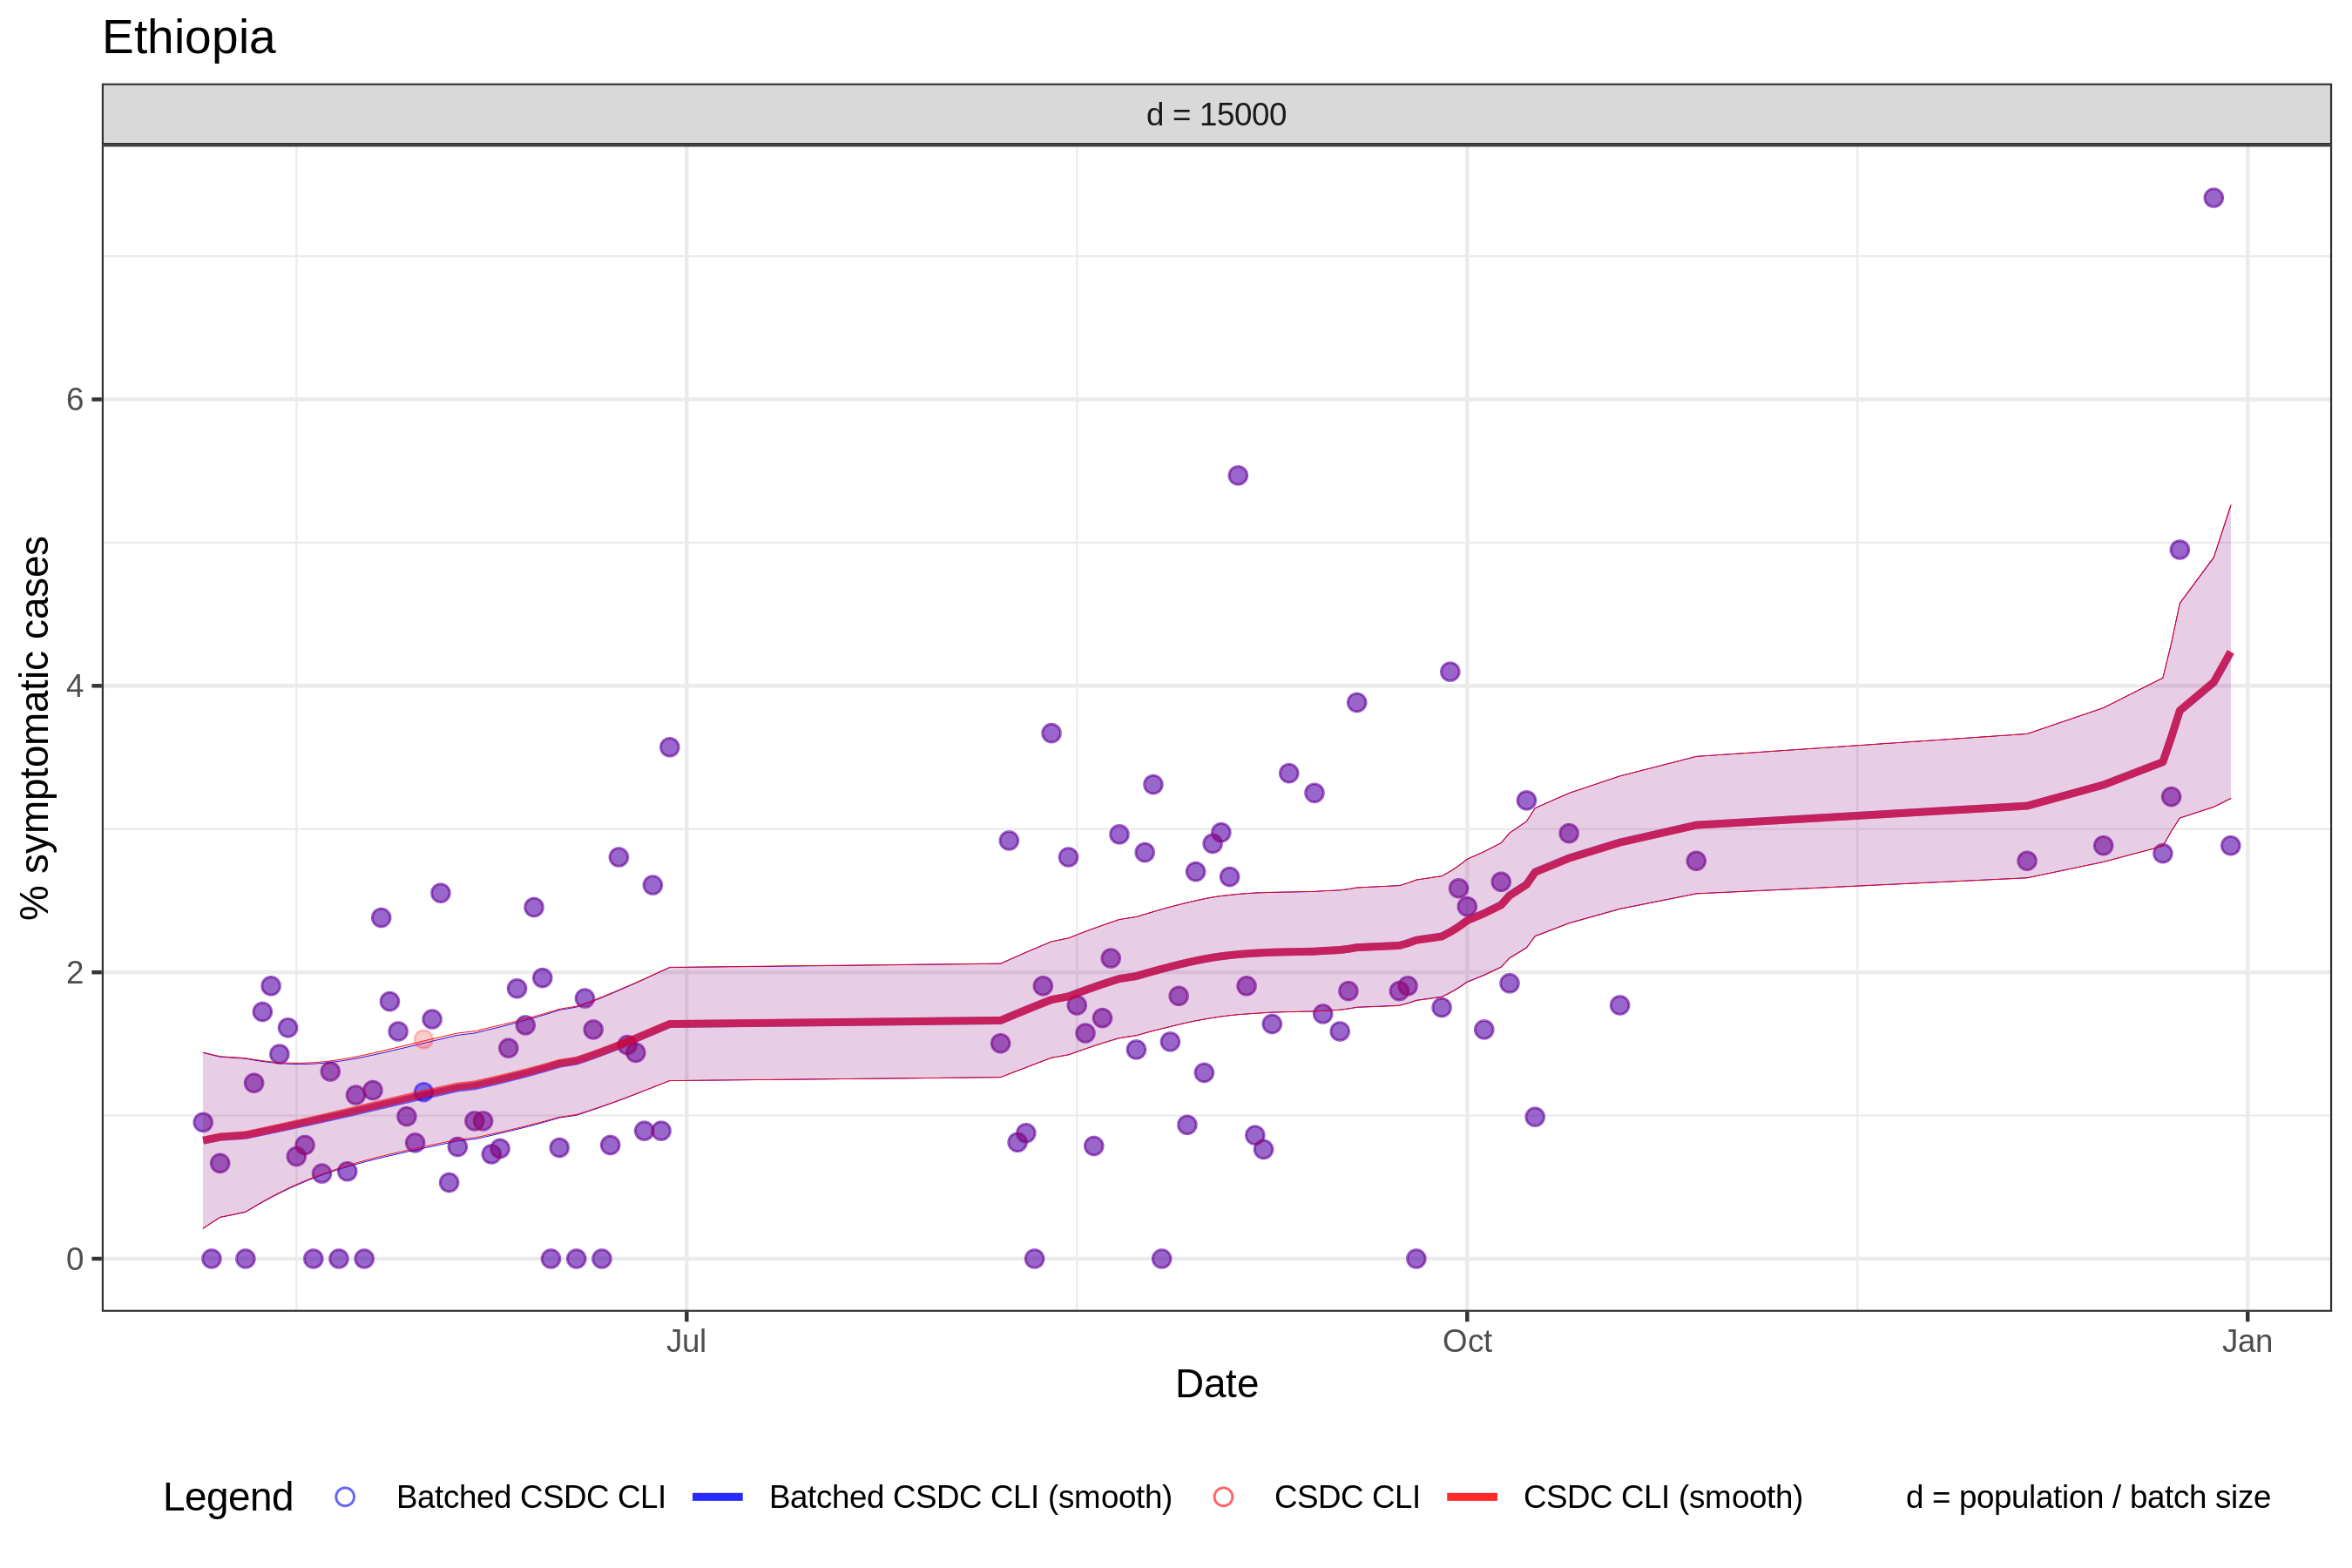 Ethiopia
d = 15000
% symptomatic cases
6
4
2
0
Jul Oct Jan
Date
Legend Batched CSDC CLI Batched CSDC CLI (smooth) CSDC CLI CSDC CLI (smooth) d = population / batch size